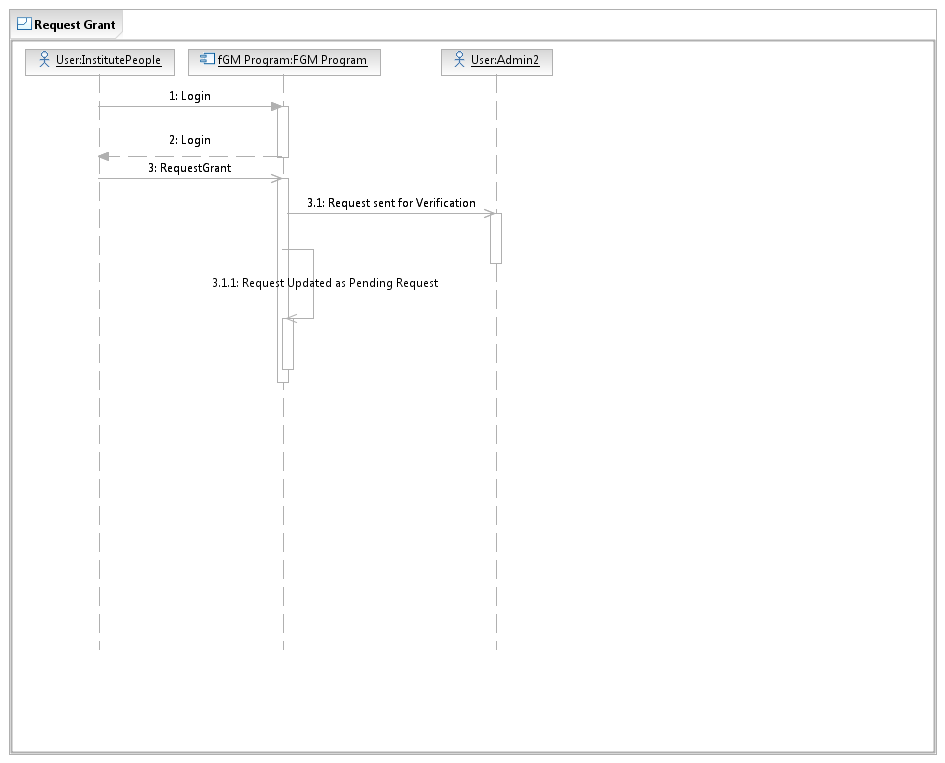 Request Grant
User:InstitutePeople
fGM Program:FGM Program
User:Admin2
1: Login
2: Login
3: RequestGrant
3.1: Request sent for Verification
3.1.1: Request Updated as Pending Request